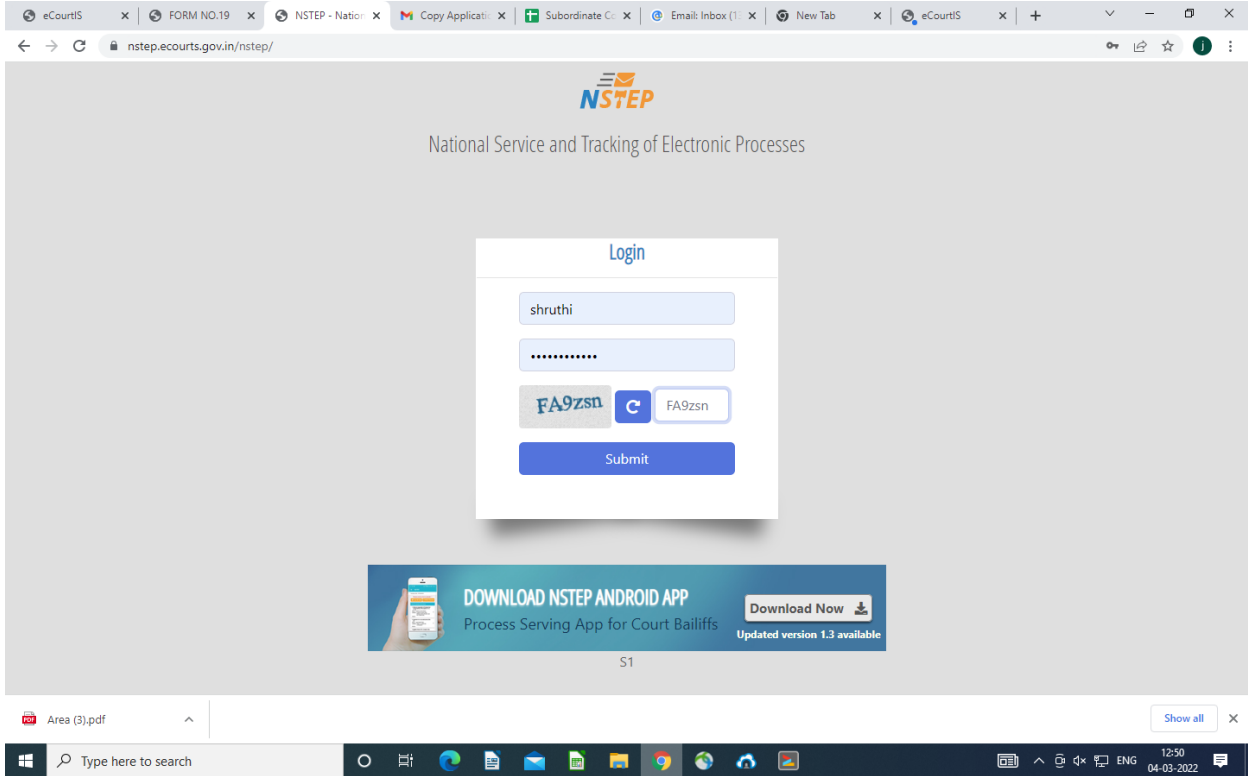 eCourtIS
FORM NO.19
NSTEP - Nation
Copy Applicati
Subordinate Co
Email: Inbox (1
New Tab
eCourtIS
nstep.ecourts.gov.in/nstep/
j
NSTEP
National Service and Tracking of Electronic Processes
Login
shruthi
FA9zsn
FA9zsn
Submit
DOWNLOAD NSTEP ANDROID APP
Process Serving App for Court Bailiffs
Download Now
Updated version 1.3 available
S1
PDF
Area (3).pdf
Show all
Type here to search
ENG
12:50
04-03-2022